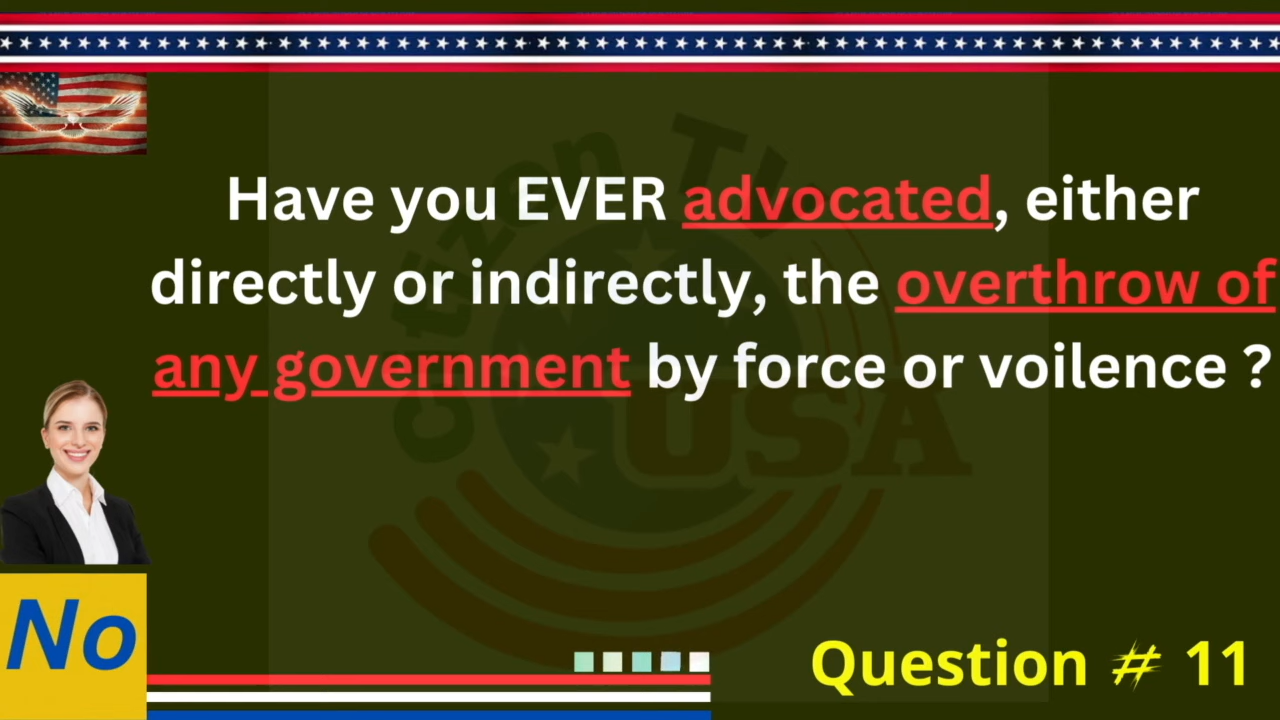 Have you EVER advocated, either
directly or indirectly, the overthrow of
any government by force or voilence ?
USA
No
Question # 11